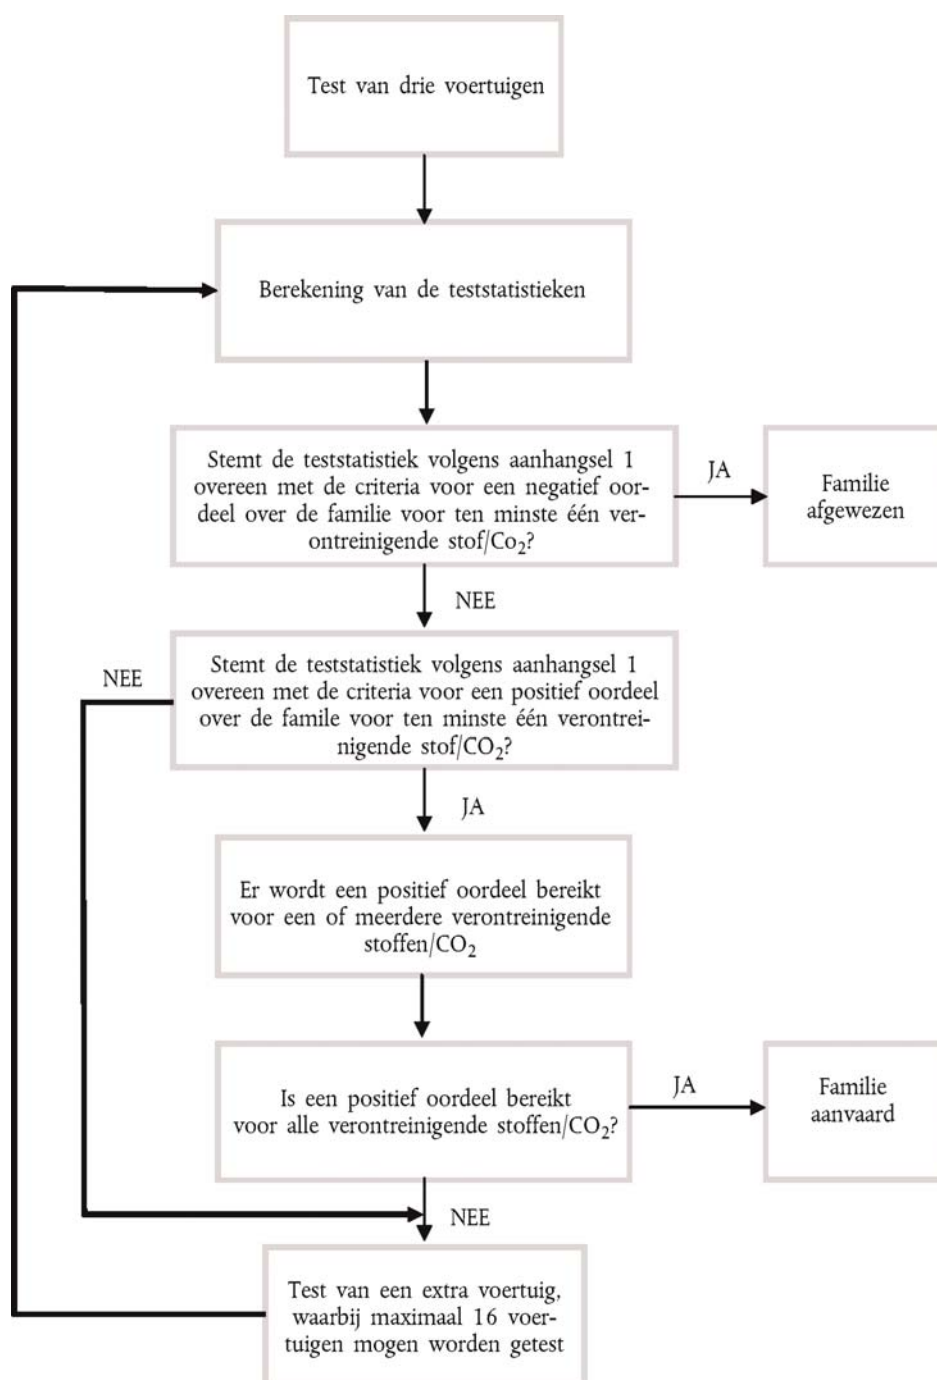 Test van drie voertuigen
Berekening van de teststatistieken
Stemt de teststatistiek volgens aanhangsel 1
overeen met de criteria voor een negatief oor-
deel over de familie voor ten minste één ver-
ontreinigende stof/Co₂?
JA
Familie
afgewezen
NEE
Stemt de teststatistiek volgens aanhangsel 1
overeen met de criteria voor een positief oordeel
over de famile voor ten minste één verontrei-
nigende stof/CO₂?
NEE
JA
Er wordt een positief oordeel bereikt
voor een of meerdere verontreinigende
stoffen/CO₂
Is een positief oordeel bereikt
voor alle verontreinigende stoffen/CO₂?
JA
Familie
aanvaard
NEE
Test van een extra voertuig,
waarbij maximaal 16 voer-
tuigen mogen worden getest